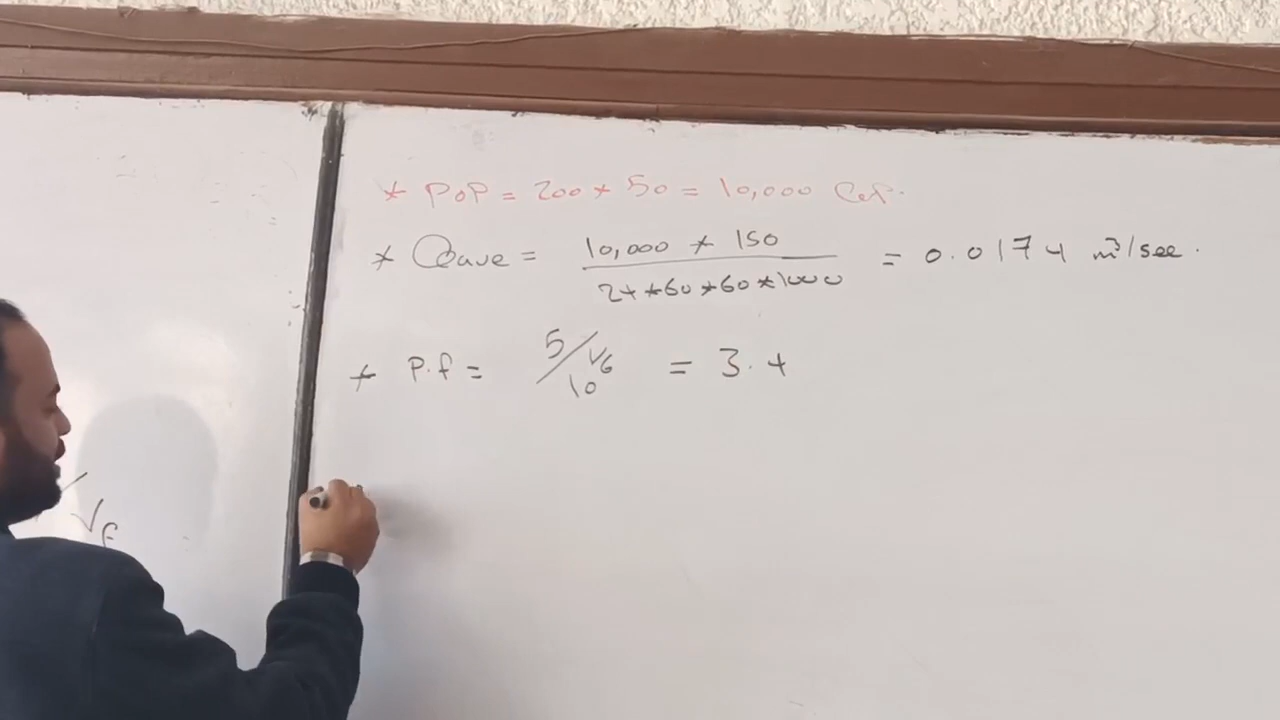 * POP = 200 * 50 = 10,000 Cap.
* Qave = 10,000 * 150 / 24*60*60*1000 = 0.0174 m³/sec.
* P.f = 5/10^1/6 = 3.4